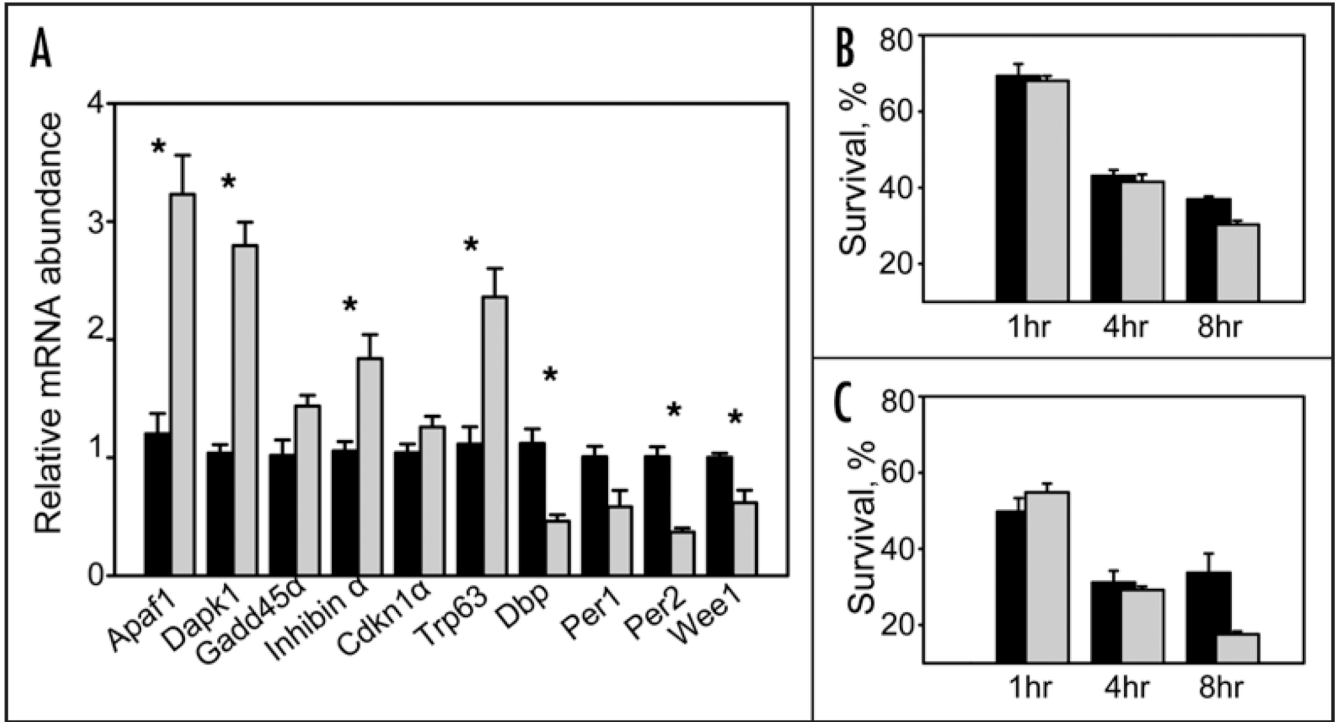 A
Relative mRNA abundance
4
3
2
1
0
* * * * * * *
Apaf1 Dapk1 Gadd45α Inhibin α Cdkn1α Trp63 Dbp Per1 Per2 Wee1
B
Survival, %
80
60
40
20
1hr 4hr 8hr
C
Survival, %
80
60
40
20
1hr 4hr 8hr